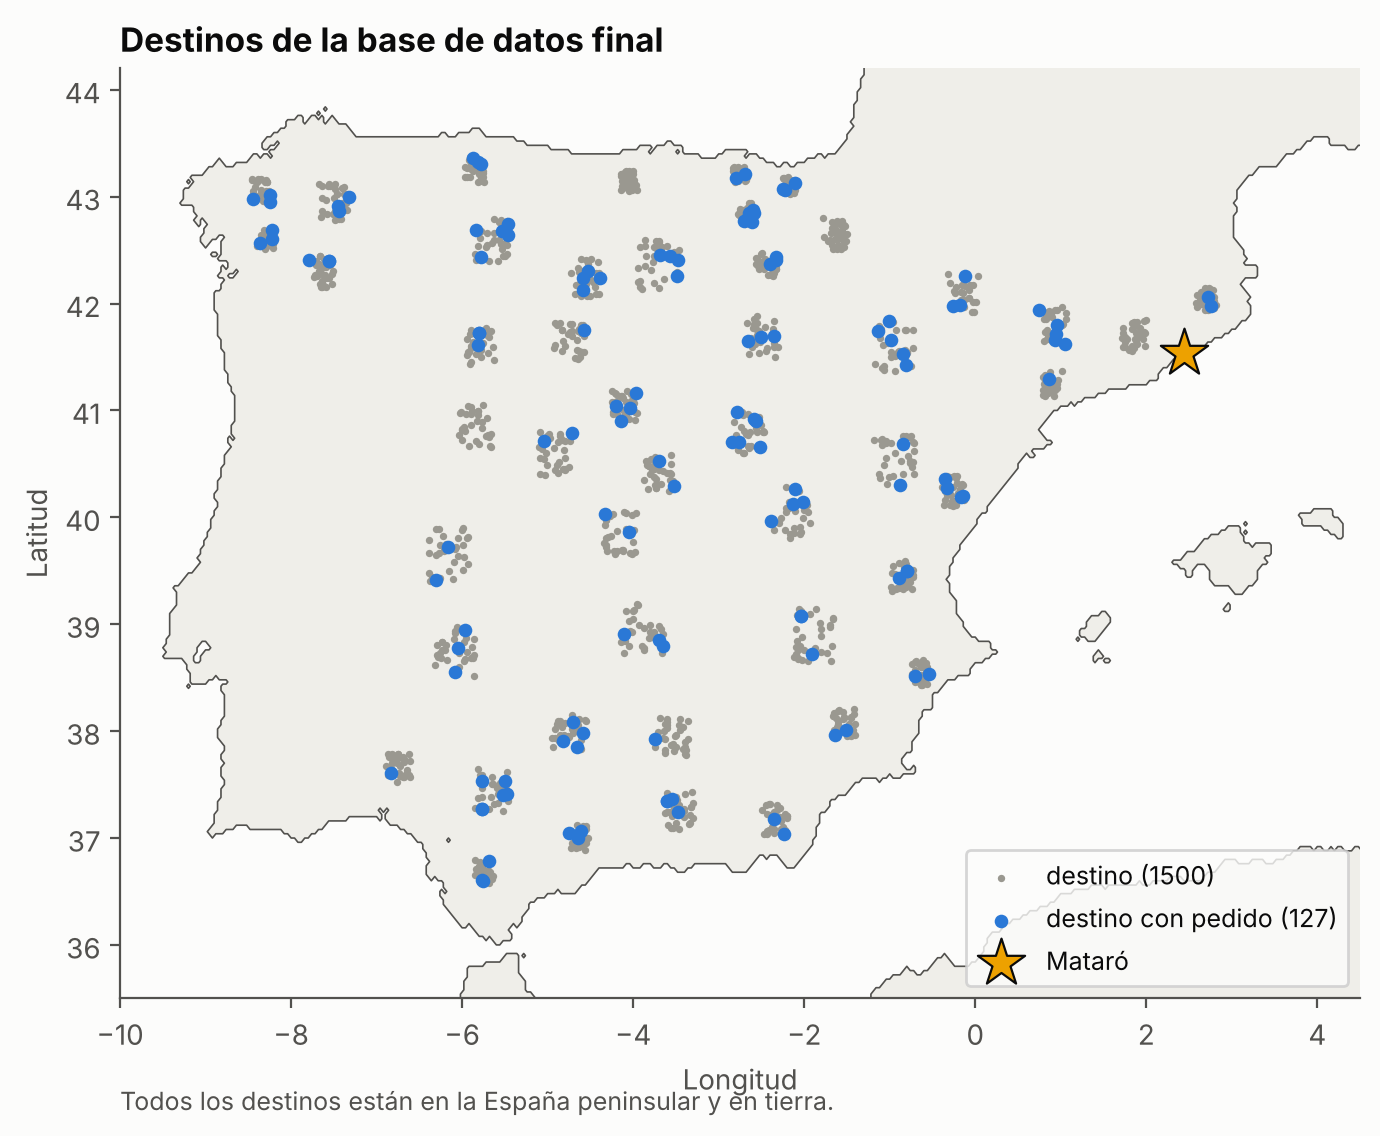 Destinos de la base de datos final
44
43
42
41
40
39
38
37
36
Latitud
−10
−8
−6
−4
−2
0
2
4
Longitud
destino (1500)
destino con pedido (127)
Mataró
Todos los destinos están en la España peninsular y en tierra.